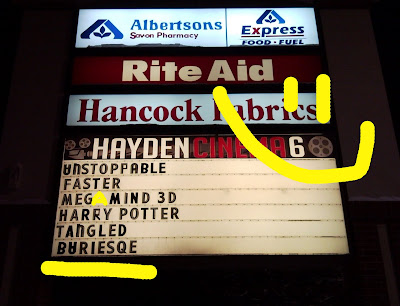 Albertsons
Savon Pharmacy
Express
FOOD • FUEL
Rite Aid
Hancock Fabrics
HAYDEN CINEMA 6
UNSTOPPABLE
FASTER
MEGAMIND 3D
HARRY POTTER
TANGLED
BURIESQE